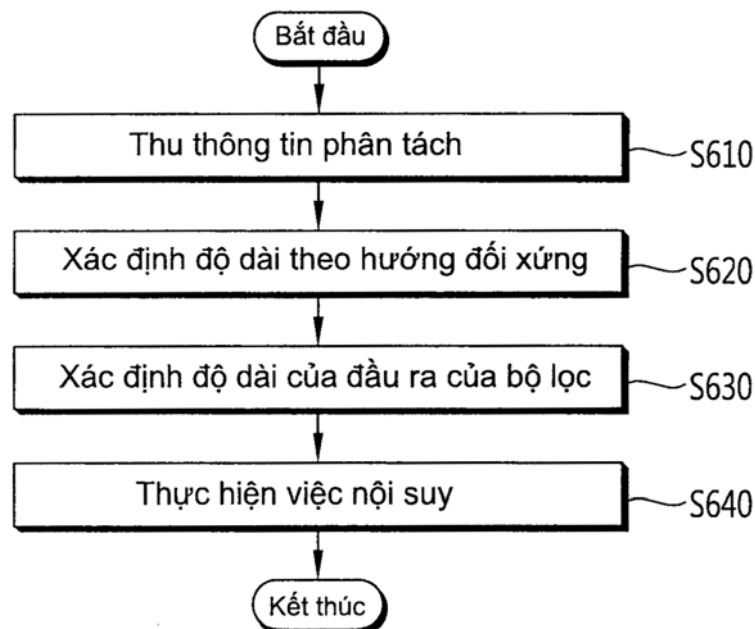 Bắt đầu
Thu thông tin phân tách
S610
Xác định độ dài theo hướng đối xứng
S620
Xác định độ dài của đầu ra của bộ lọc
S630
Thực hiện việc nội suy
S640
Kết thúc